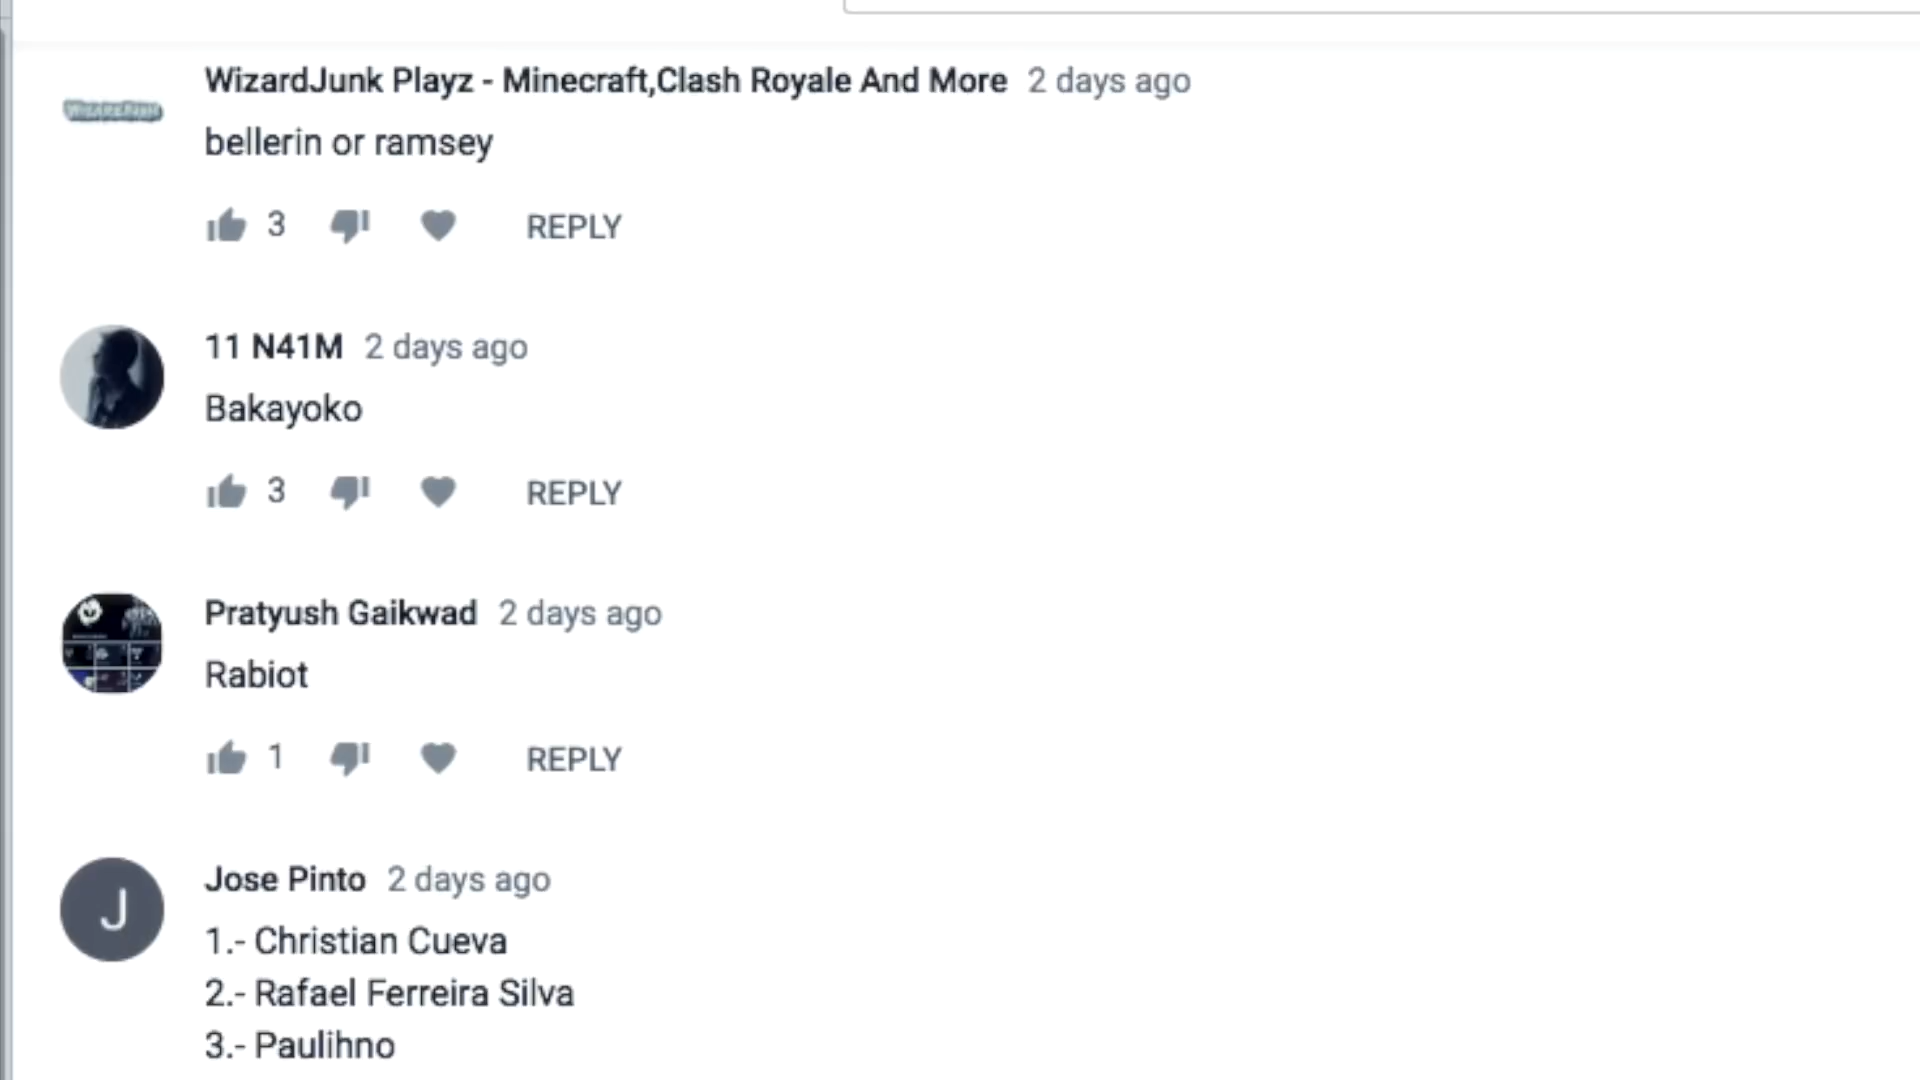 WizardJunk Playz - Minecraft,Clash Royale And More 2 days ago
bellerin or ramsey
3 REPLY
11 N41M 2 days ago
Bakayoko
3 REPLY
Pratyush Gaikwad 2 days ago
Rabiot
1 REPLY
J
Jose Pinto 2 days ago
1.- Christian Cueva
2.- Rafael Ferreira Silva
3.- Paulihno